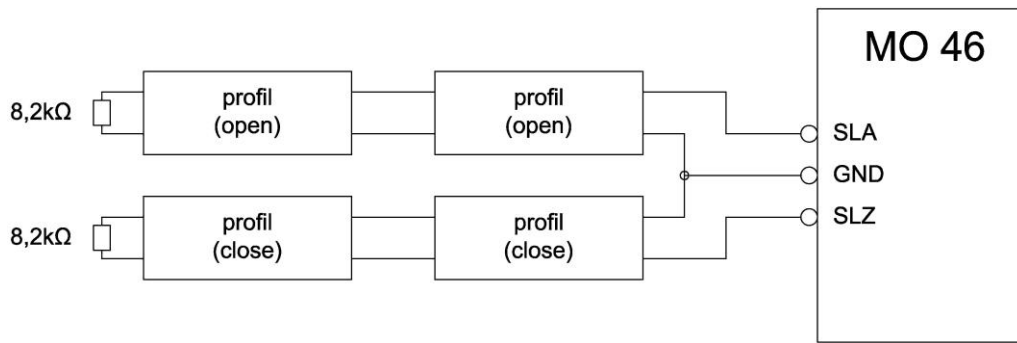 MO 46
profil
(open)
profil
(open)
8,2kΩ
SLA
GND
SLZ
profil
(close)
profil
(close)
8,2kΩ